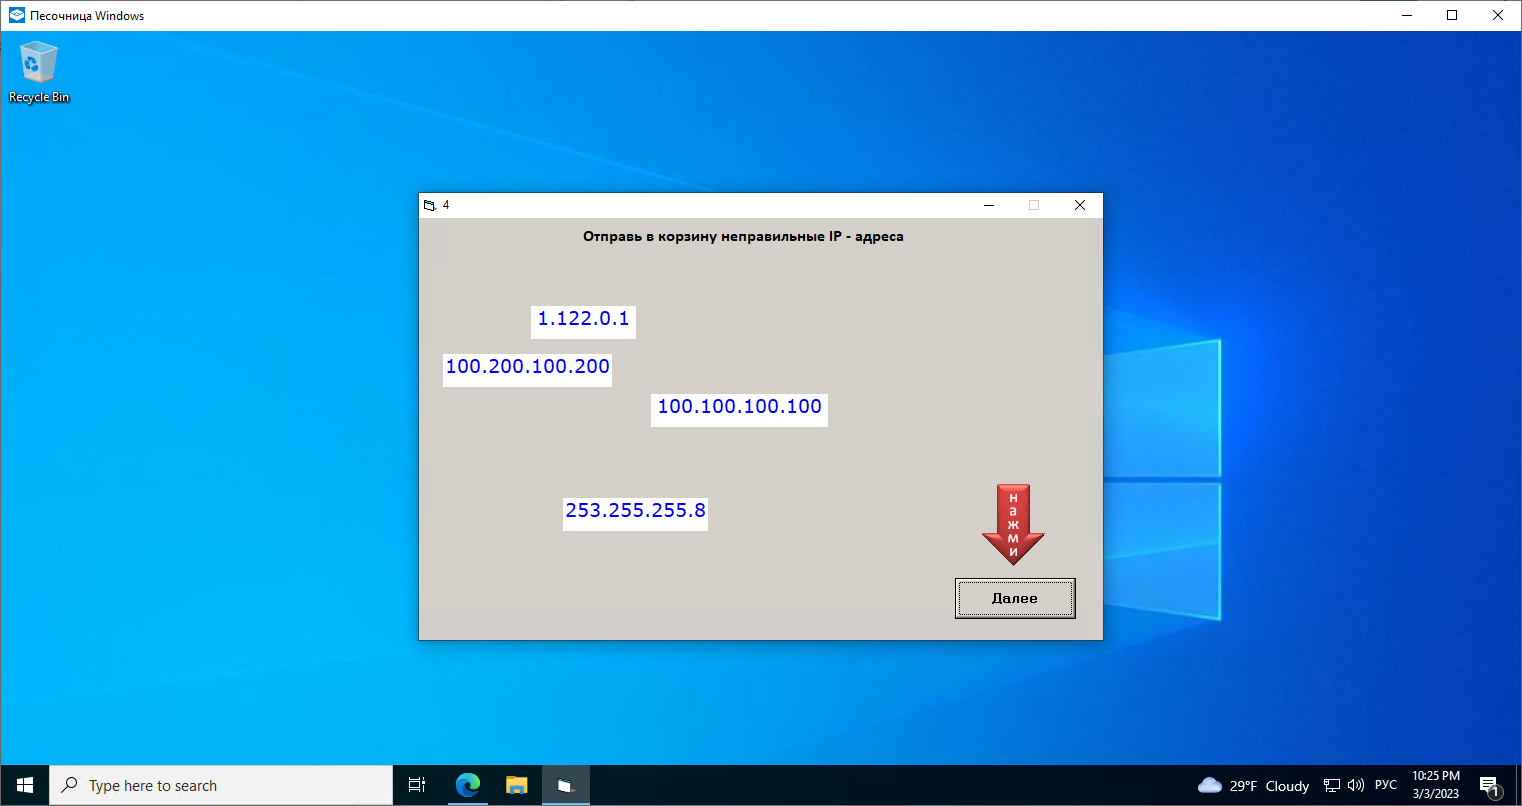 Песочница Windows
Recycle Bin
4
Отправь в корзину неправильные IP - адреса
1.122.0.1
100.200.100.200
100.100.100.100
253.255.255.8
нажми
Далее
Type here to search
29°F Cloudy
РУС
10:25 PM
3/3/2023
1